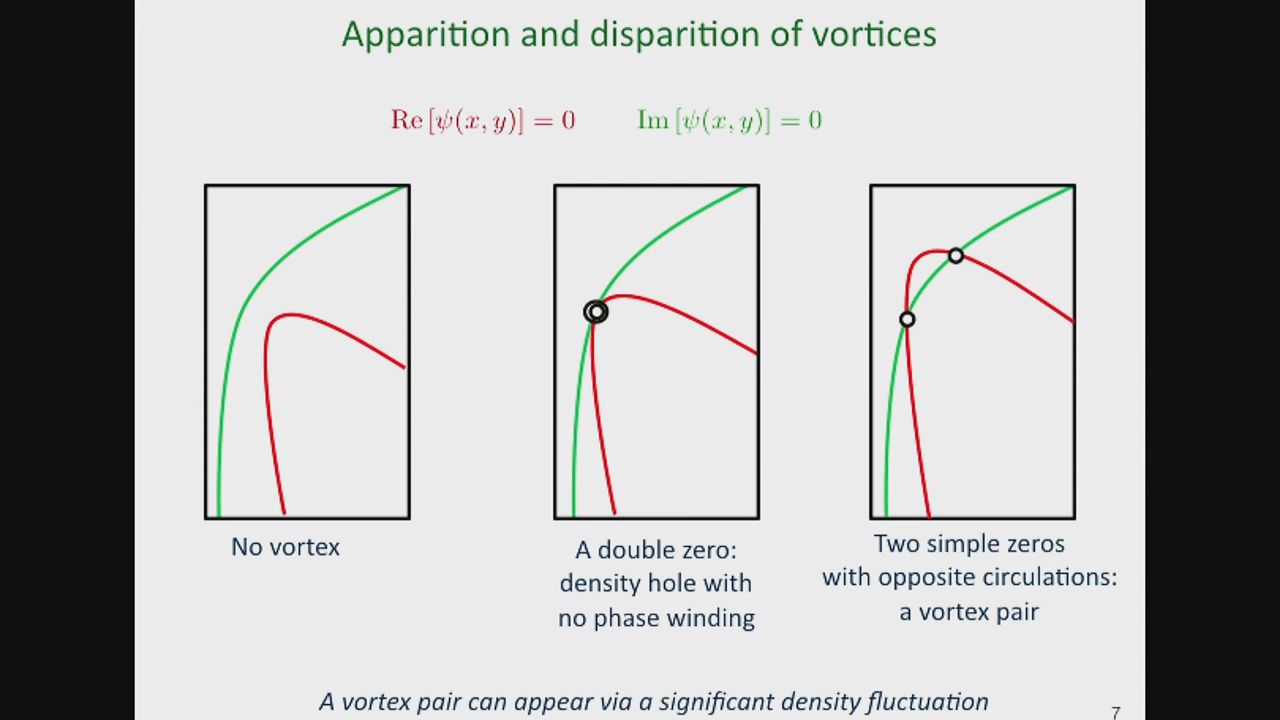 Apparition and disparition of vortices
Re [ψ(x, y)] = 0 Im [ψ(x, y)] = 0
No vortex
A double zero:
density hole with
no phase winding
Two simple zeros
with opposite circulations:
a vortex pair
A vortex pair can appear via a significant density fluctuation
7